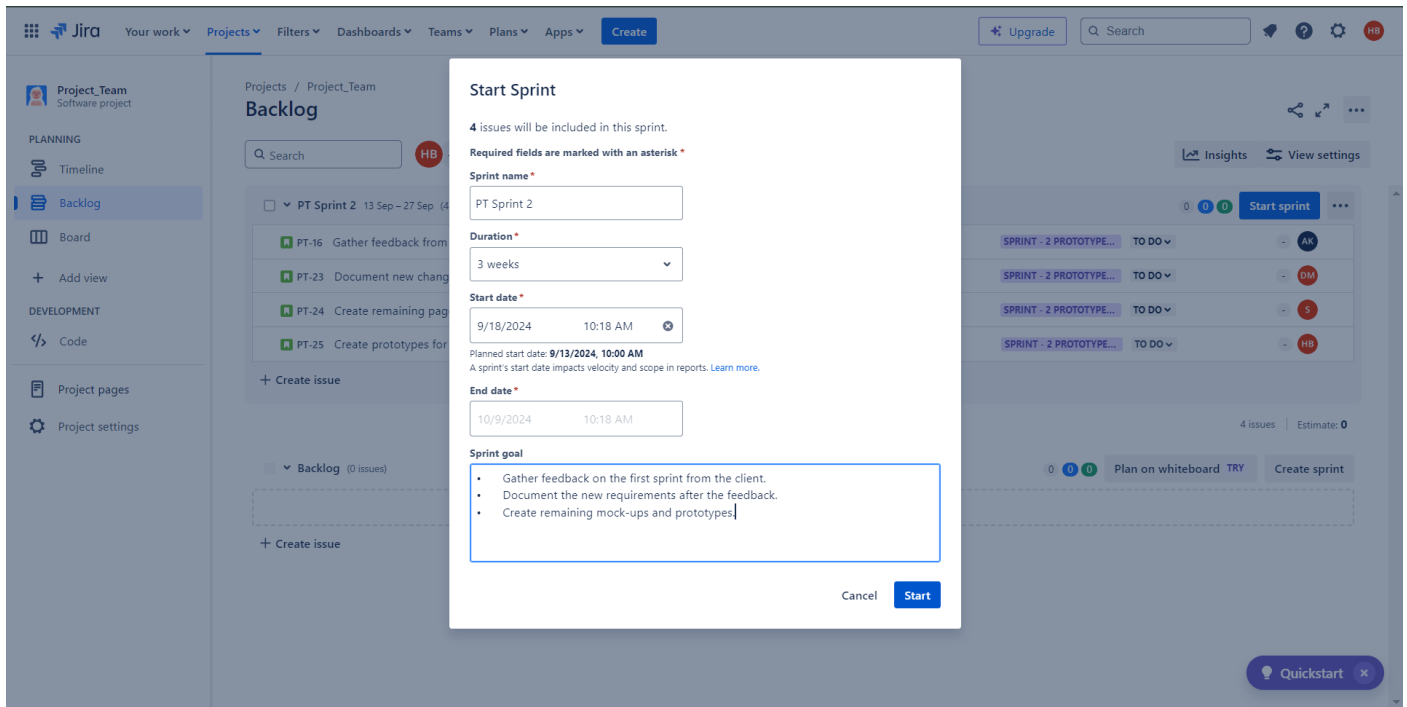 Jira Your work Projects Filters Dashboards Teams Plans Apps Create Upgrade Search ? HB
Project_Team
Software project
PLANNING
Timeline
Backlog
Board
+ Add view
DEVELOPMENT
</> Code
Project pages
Project settings
Projects / Project_Team
Backlog
Search HB
Insights View settings
PT Sprint 2 13 Sep – 27 Sep (4
0 0 0 Start sprint
PT-16 Gather feedback from
SPRINT - 2 PROTOTYPE... TO DO - AK
PT-23 Document new chang
SPRINT - 2 PROTOTYPE... TO DO - DM
PT-24 Create remaining pag
SPRINT - 2 PROTOTYPE... TO DO - S
PT-25 Create prototypes for
SPRINT - 2 PROTOTYPE... TO DO - HB
+ Create issue
4 issues | Estimate: 0
Backlog (0 issues)
0 0 0 Plan on whiteboard TRY Create sprint
+ Create issue
Start Sprint
4 issues will be included in this sprint.
Required fields are marked with an asterisk *
Sprint name*
PT Sprint 2
Duration*
3 weeks
Start date*
9/18/2024 10:18 AM
Planned start date: 9/13/2024, 10:00 AM
A sprint's start date impacts velocity and scope in reports. Learn more.
End date*
10/9/2024 10:18 AM
Sprint goal
• Gather feedback on the first sprint from the client.
• Document the new requirements after the feedback.
• Create remaining mock-ups and prototypes.
Cancel Start
Quickstart ×